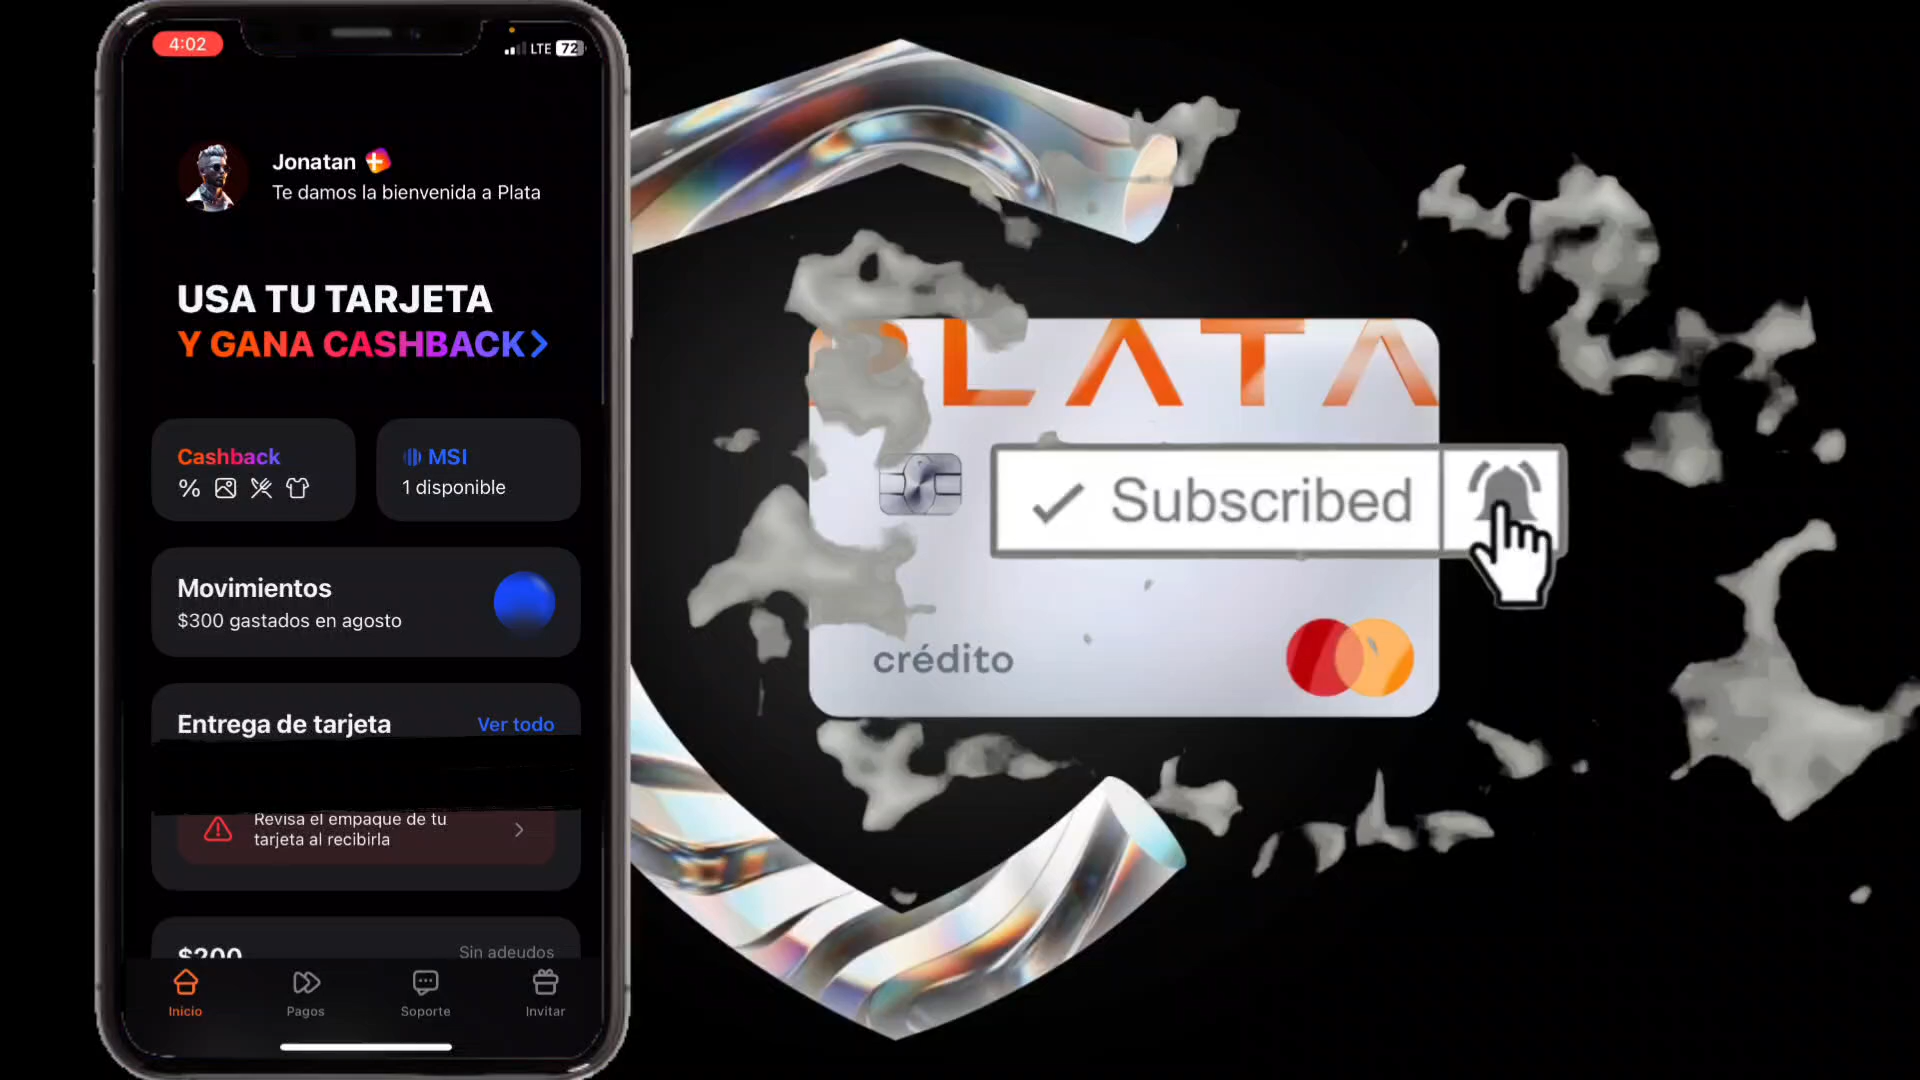 4:02
LTE 72
Jonatan
Te damos la bienvenida a Plata
USA TU TARJETA
Y GANA CASHBACK
Cashback
MSI
1 disponible
Movimientos
$300 gastados en agosto
Entrega de tarjeta
Ver todo
Revisa el empaque de tu
tarjeta al recibirla
$200
Sin adeudos
Inicio
Pagos
Soporte
Invitar
PLATA
Subscribed
crédito